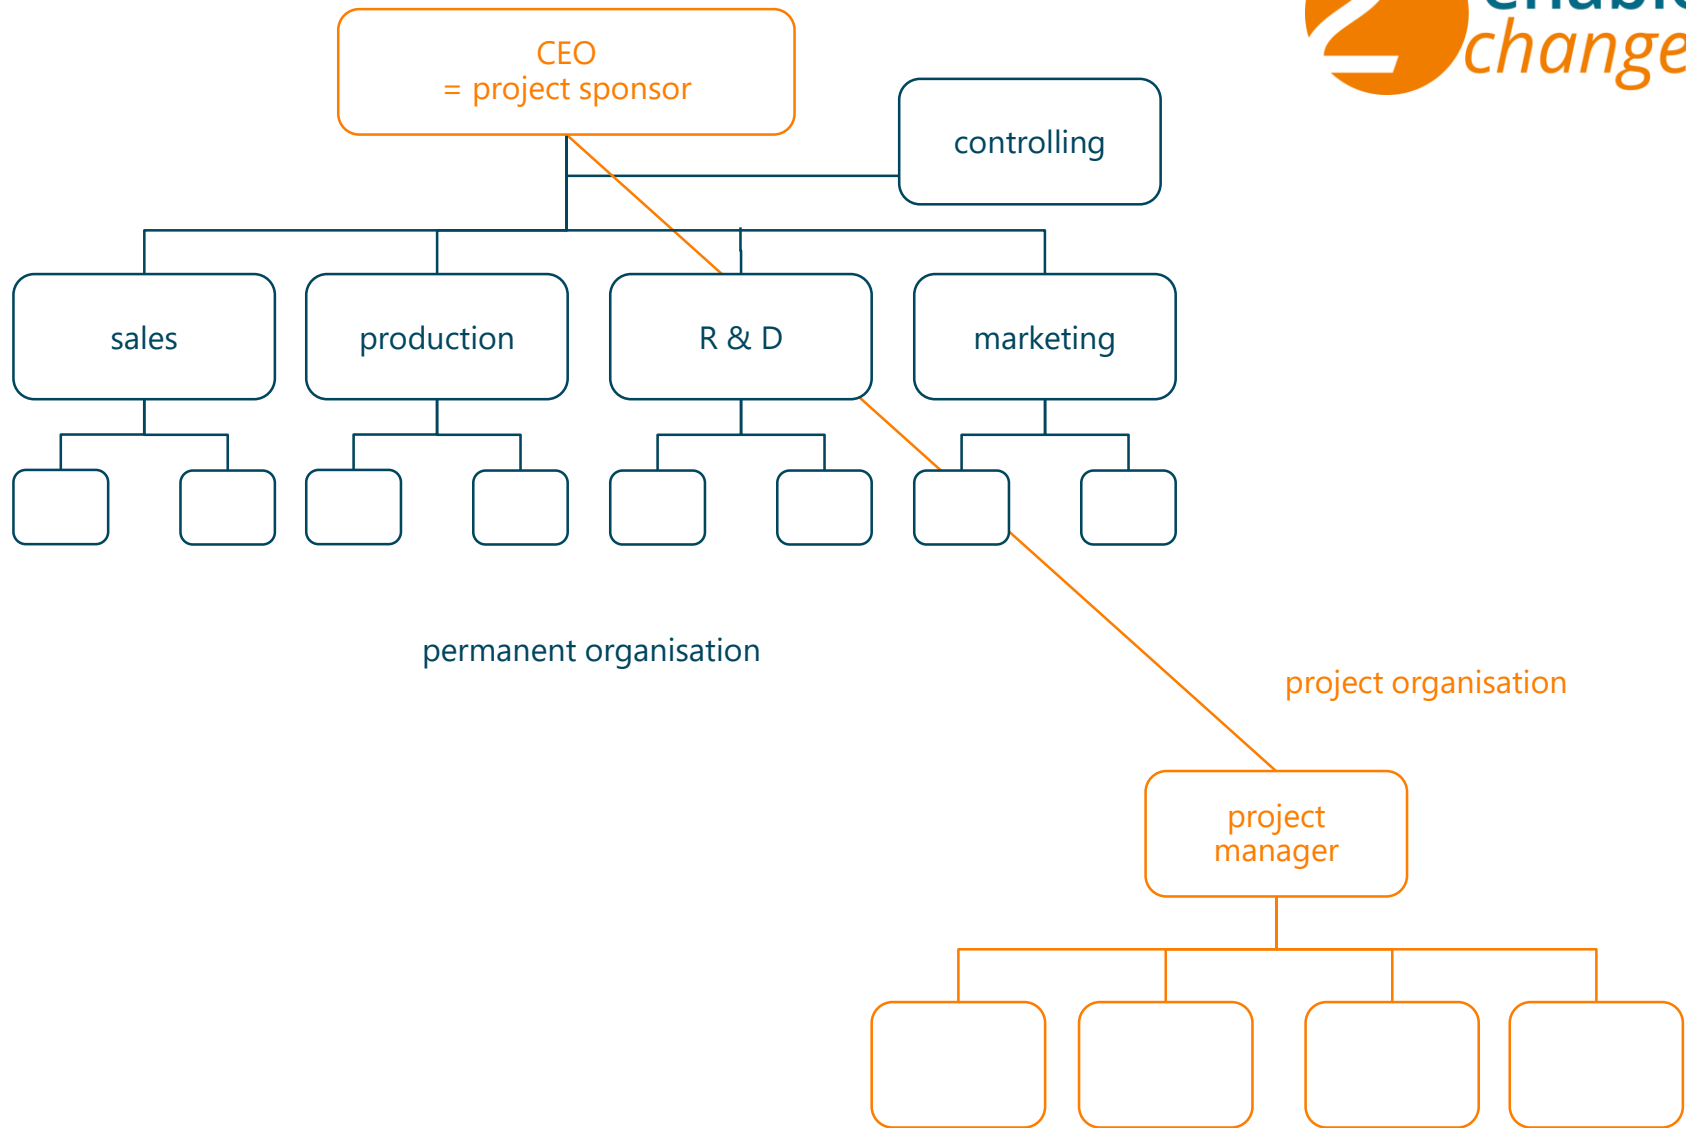 change
CEO
= project sponsor
controlling
sales
production
R & D
marketing
permanent organisation
project organisation
project
manager